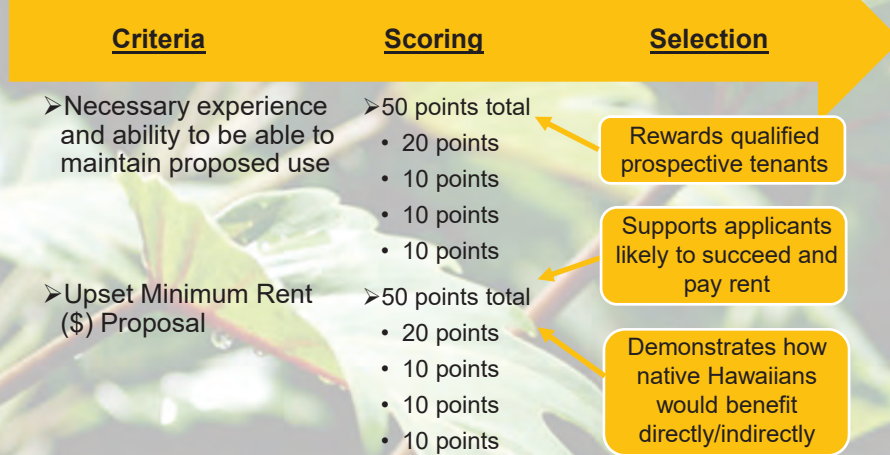 Criteria
Scoring
Selection
➢Necessary experience
and ability to be able to
maintain proposed use
➢50 points total
• 20 points
• 10 points
• 10 points
• 10 points
Rewards qualified
prospective tenants
Supports applicants
likely to succeed and
pay rent
➢Upset Minimum Rent
($) Proposal
➢50 points total
• 20 points
• 10 points
• 10 points
• 10 points
Demonstrates how
native Hawaiians
would benefit
directly/indirectly